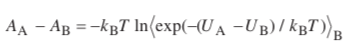 A_A − A_B = −k_BT ln⟨exp(−(U_A − U_B) / k_BT)⟩_B